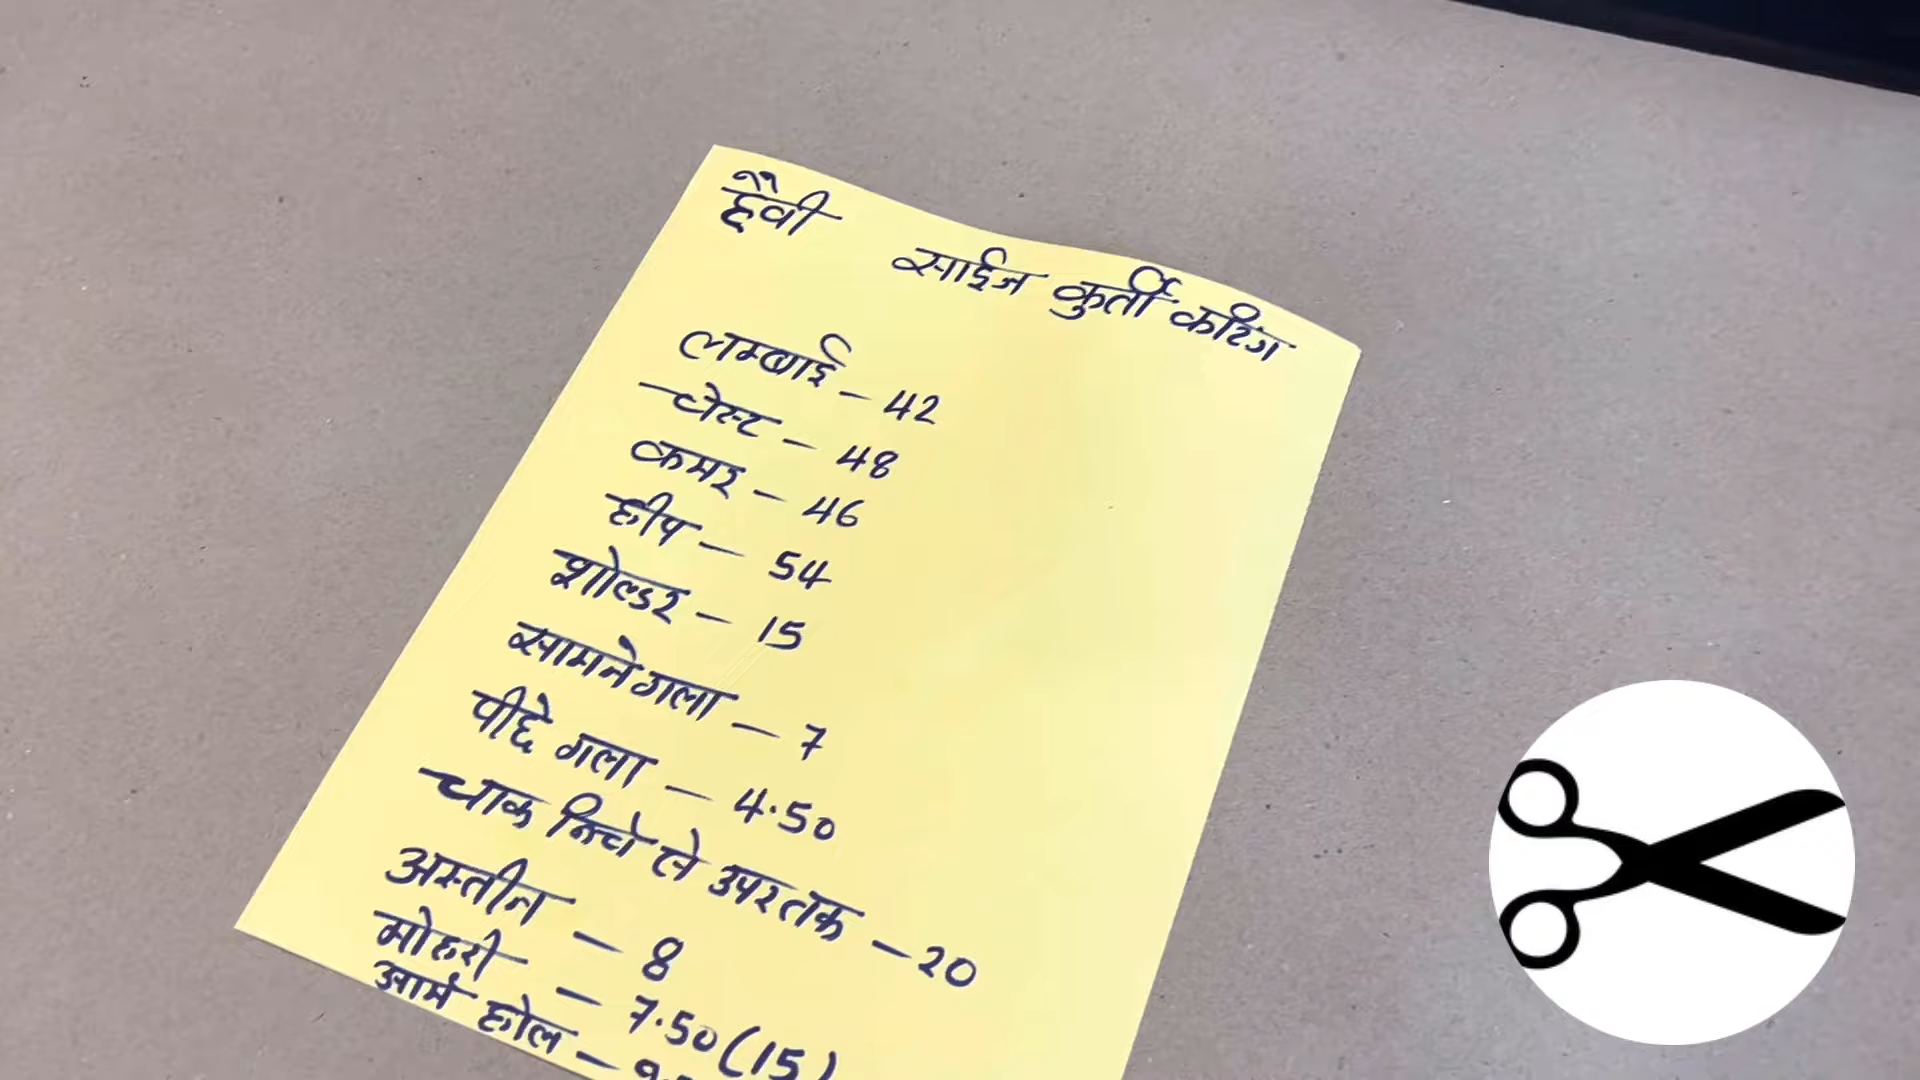 हैवी साईज कुर्ती कटिंग
लम्बाई – 42
चेस्ट – 48
कमर – 46
हीप – 54
शोल्डर – 15
सामने गला – 7
पीछे गला – 4.50
चाक निचे से उपर तक – 20
अस्तीन – 8
मोहरी – 7.50 (15)
आर्म होल –